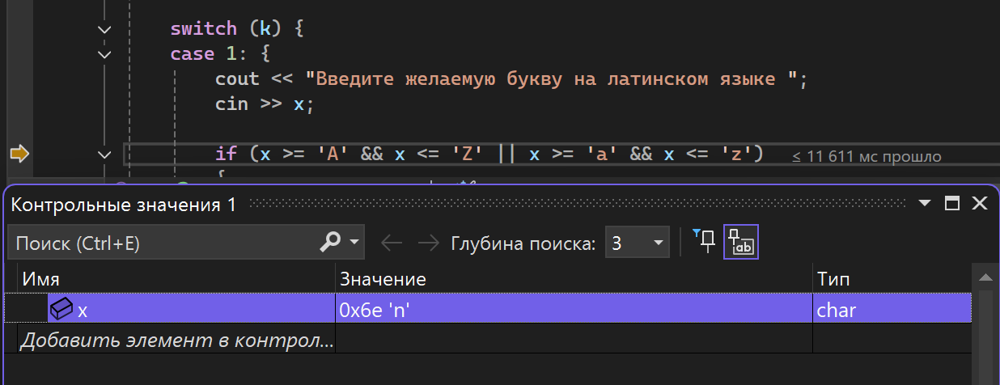 switch (k) {
case 1: {
cout << "Введите желаемую букву на латинском языке ";
cin >> x;
if (x >= 'A' && x <= 'Z' || x >= 'a' && x <= 'z') ≤ 11 611 мс прошло
{
Контрольные значения 1
Поиск (Ctrl+E) Глубина поиска: 3
Имя Значение Тип
x 0x6e 'n' char
Добавить элемент в контрол...